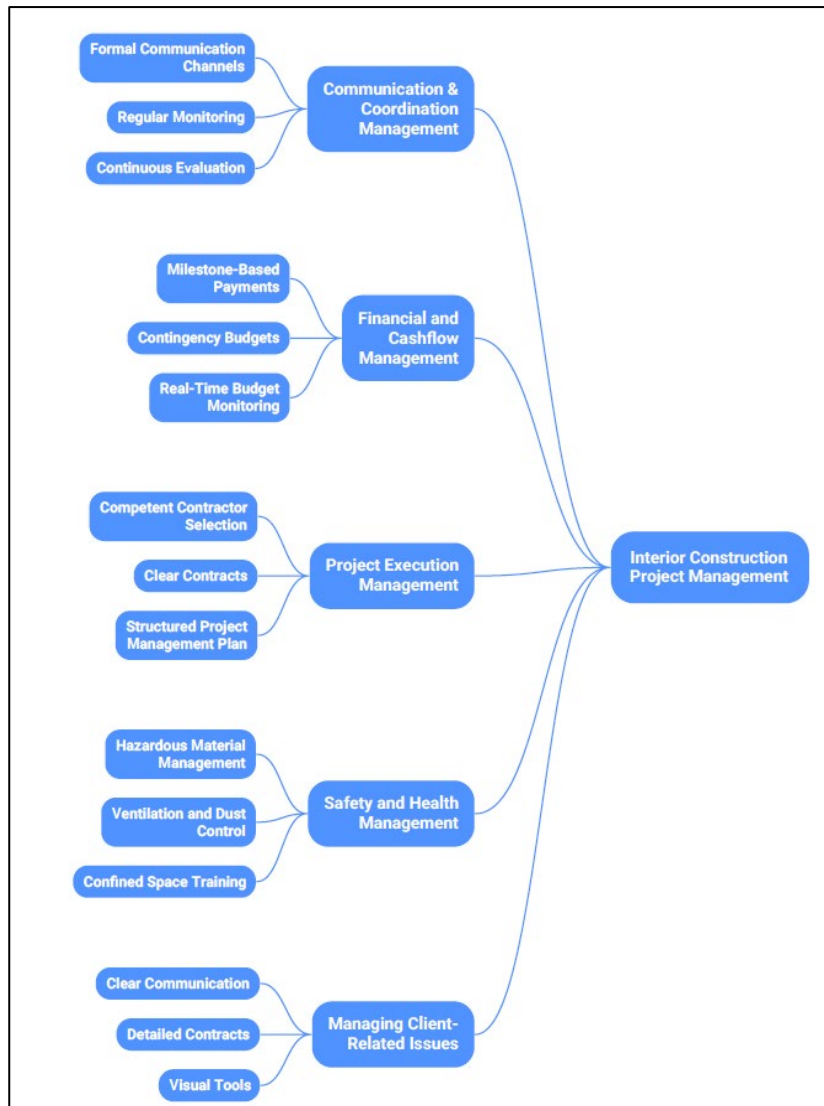 Formal Communication
Channels
Regular Monitoring
Continuous Evaluation
Communication &
Coordination
Management
Milestone-Based
Payments
Contingency Budgets
Real-Time Budget
Monitoring
Financial and
Cashflow
Management
Competent Contractor
Selection
Clear Contracts
Structured Project
Management Plan
Project Execution
Management
Interior Construction
Project Management
Hazardous Material
Management
Ventilation and Dust
Control
Confined Space Training
Safety and Health
Management
Clear Communication
Detailed Contracts
Visual Tools
Managing Client-
Related Issues